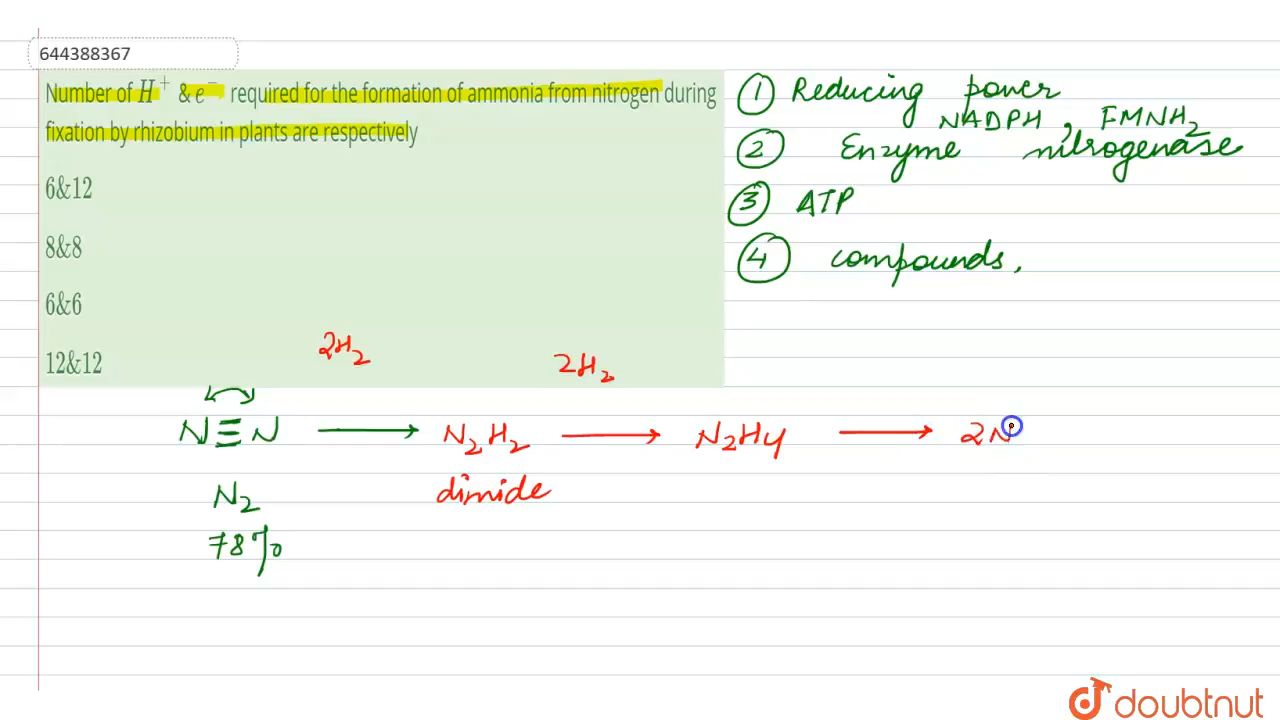 644388367
Number of H⁺ & e⁻ required for the formation of ammonia from nitrogen during
fixation by rhizobium in plants are respectively
6&12
8&8
6&6
12&12
1 Reducing power
NADPH, FMNH₂
2 Enzyme nitrogenase
3 ATP
4 compounds,
2H₂ 2H₂
N≡N → N₂H₂ → N₂H₄ → 2N
N₂ dimide
78%
doubtnut